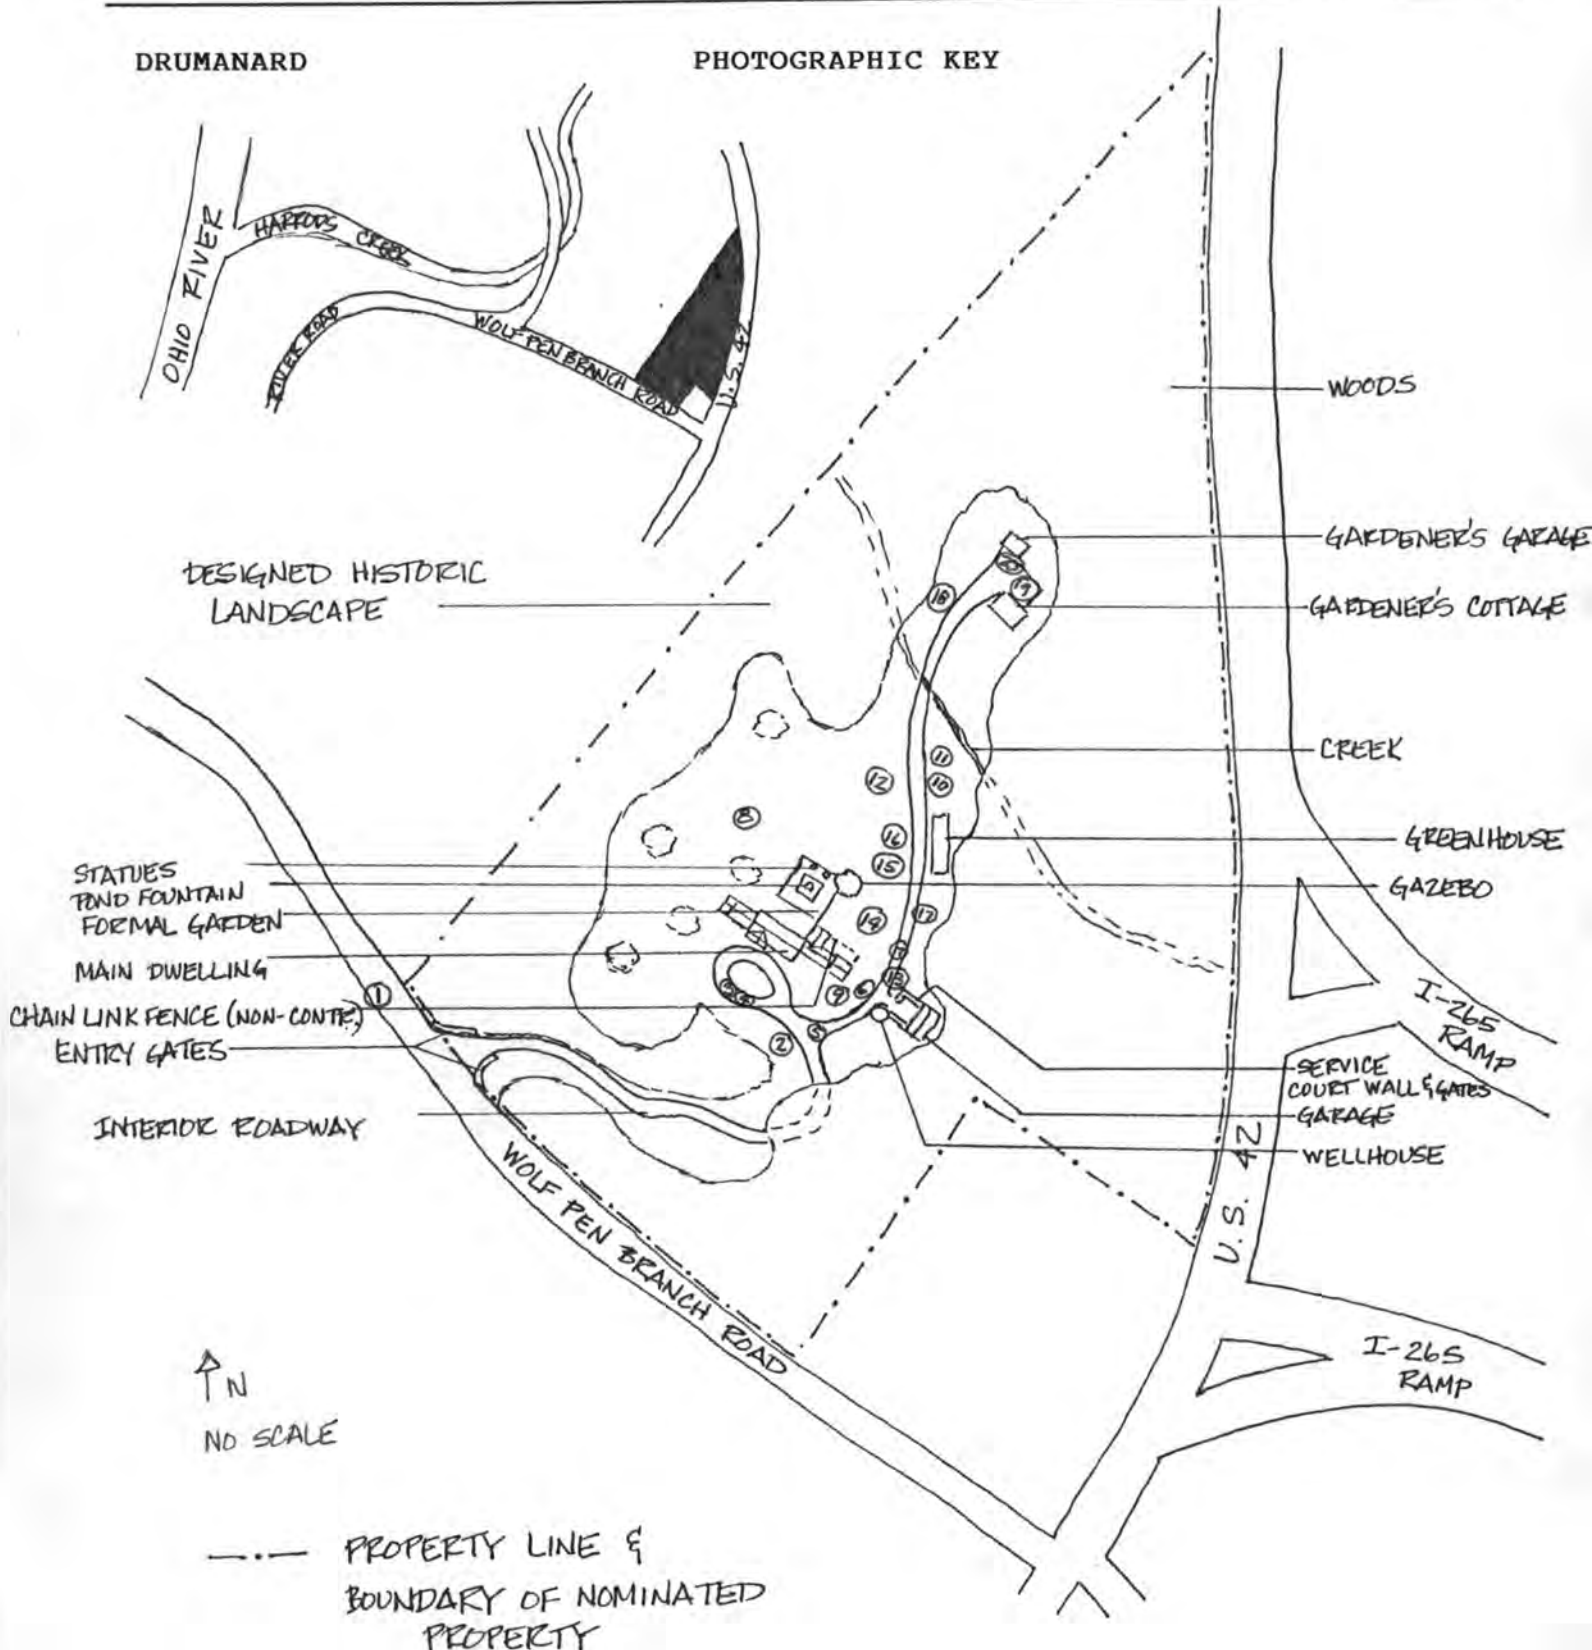 DRUMANARD
PHOTOGRAPHIC KEY
OHIO RIVER
HARRODS CREEK
RIVER ROAD
WOLF PEN BRANCH ROAD
U.S. 42
WOODS
GARDENER'S GARAGE
GARDENER'S COTTAGE
DESIGNED HISTORIC
LANDSCAPE
20
19
18
CREEK
11
10
12
8
16
15
GREENHOUSE
GAZEBO
STATUES
POND FOUNTAIN
FORMAL GARDEN
MAIN DWELLING
CHAIN LINK FENCE (NON-CONTR.)
ENTRY GATES
INTERIOR ROADWAY
14
17
6
5
1
2
I-265
RAMP
SERVICE
COURT WALL & GATES
GARAGE
WELLHOUSE
WOLF PEN BRANCH ROAD
U.S. 42
I-265
RAMP
N
NO SCALE
PROPERTY LINE &
BOUNDARY OF NOMINATED
PROPERTY